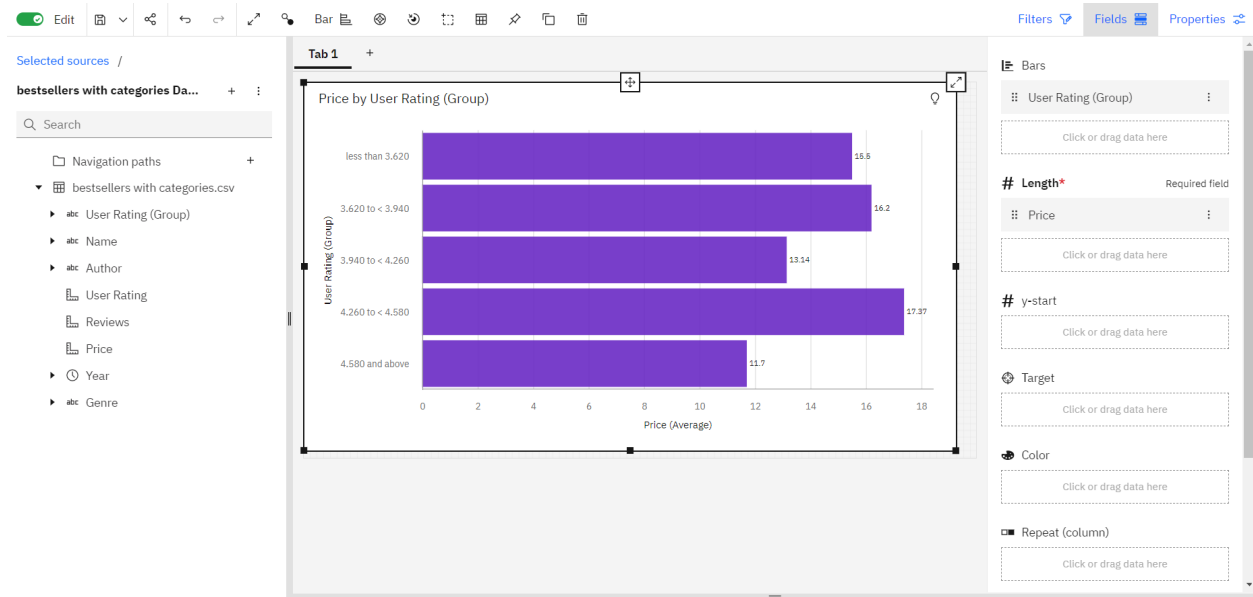 Edit
Bar
Filters
Fields
Properties
Selected sources /
bestsellers with categories Da...
Search
Navigation paths
bestsellers with categories.csv
abc User Rating (Group)
abc Name
abc Author
User Rating
Reviews
Price
Year
abc Genre
Tab 1
Price by User Rating (Group)
User Rating (Group)
less than 3.620
15.5
3.620 to < 3.940
16.2
3.940 to < 4.260
13.14
4.260 to < 4.580
17.37
4.580 and above
11.7
0 2 4 6 8 10 12 14 16 18
Price (Average)
Bars
User Rating (Group)
Click or drag data here
# Length*
Required field
Price
Click or drag data here
# y-start
Click or drag data here
Target
Click or drag data here
Color
Click or drag data here
Repeat (column)
Click or drag data here